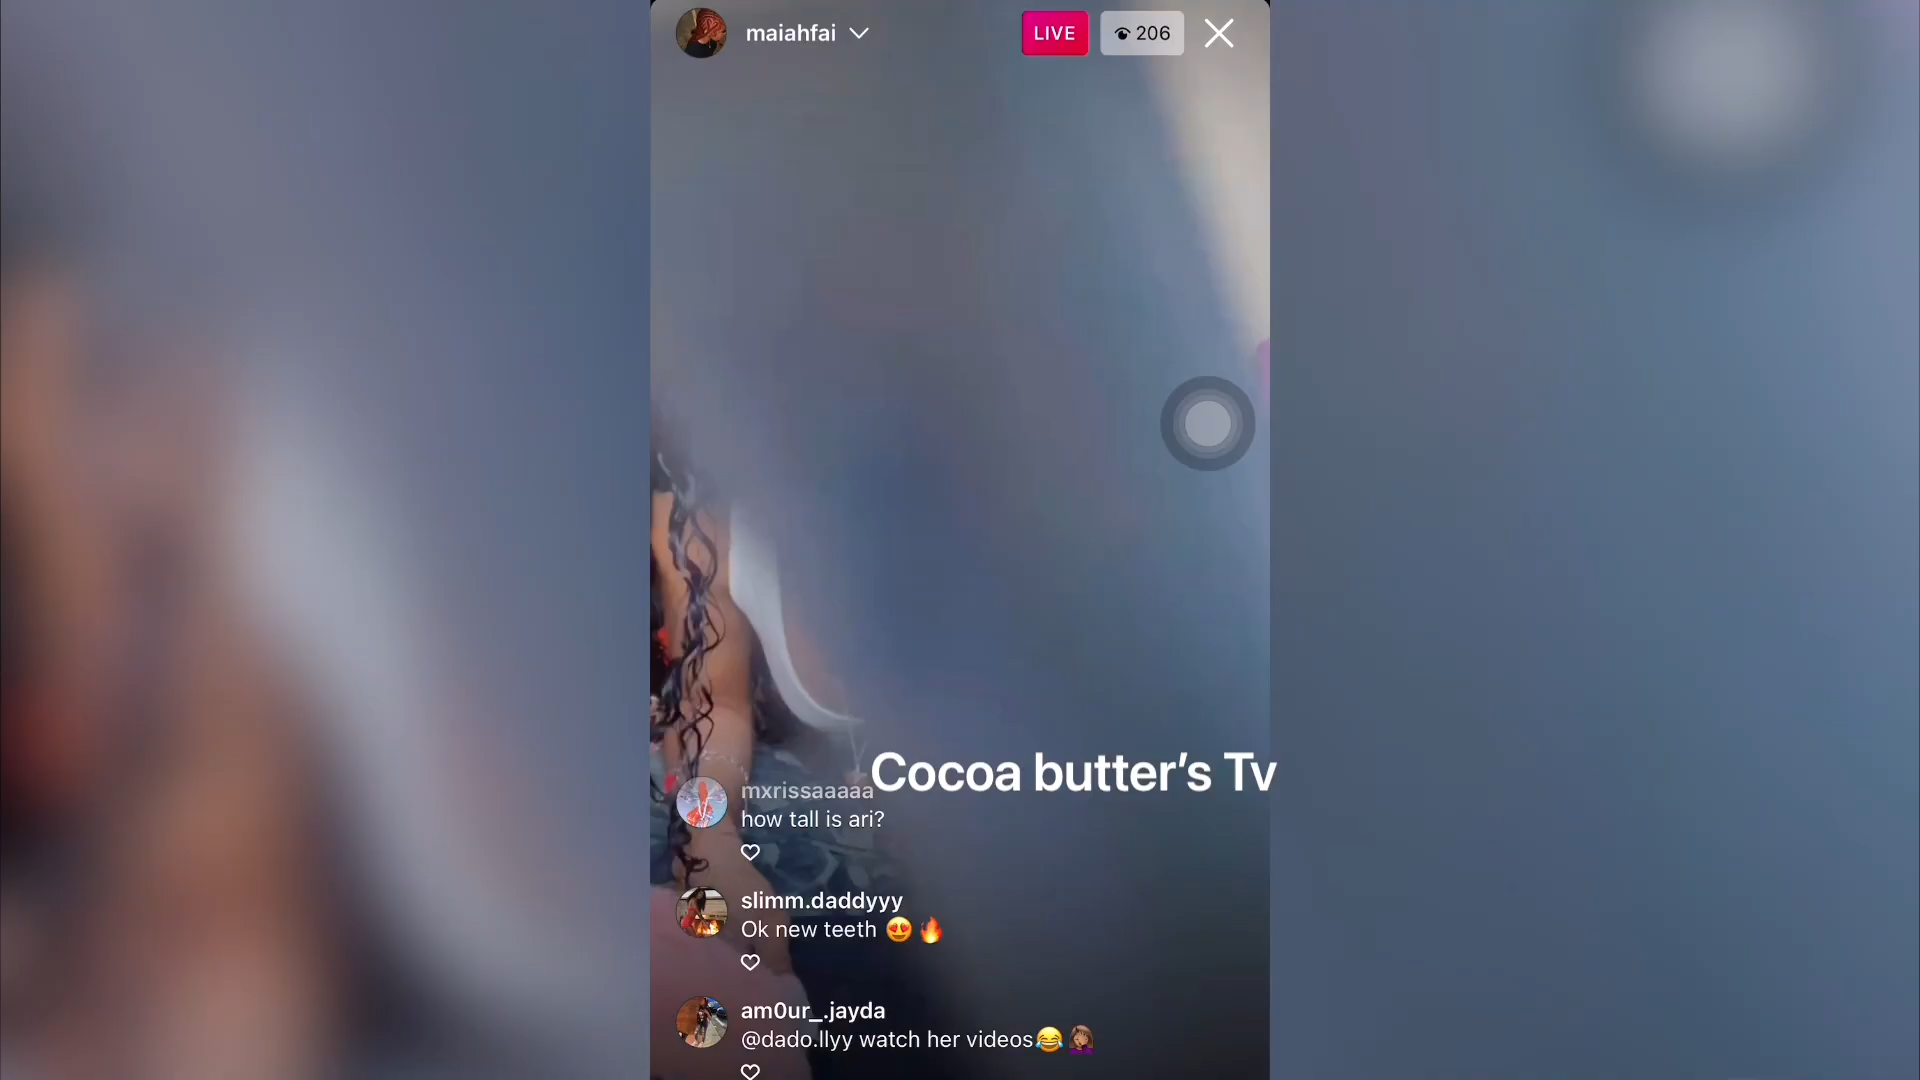 maiahfai
LIVE
206
Cocoa butter’s Tv
mxrissaaaaa
how tall is ari?
slimm.daddyyy
Ok new teeth 😍 🔥
am0ur_.jayda
@dado.llyy watch her videos😂🤦🏽‍♀️